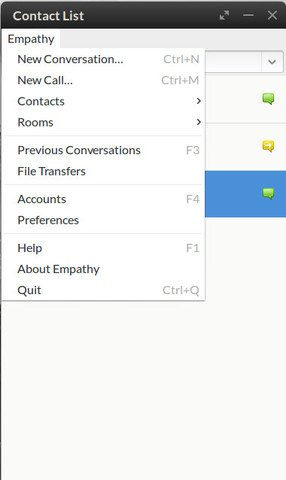 Contact List
Empathy
New Conversation... Ctrl+N
New Call... Ctrl+M
Contacts
Rooms
Previous Conversations F3
File Transfers
Accounts F4
Preferences
Help F1
About Empathy
Quit Ctrl+Q